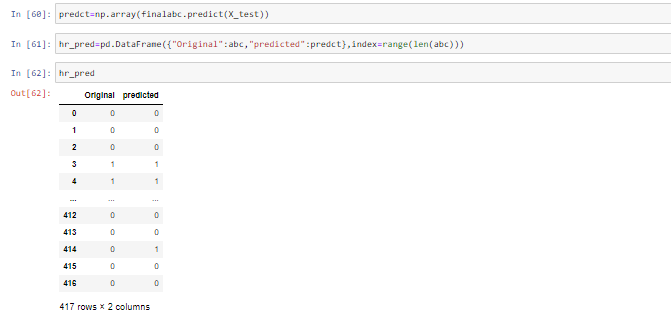 In [60]: predct=np.array(finalabc.predict(X_test))
In [61]: hr_pred=pd.DataFrame({"Original":abc,"predicted":predct},index=range(len(abc)))
In [62]: hr_pred
Out[62]:
Original predicted
0 0 0
1 0 0
2 0 0
3 1 1
4 1 1
... ... ...
412 0 0
413 0 0
414 0 1
415 0 0
416 0 0
417 rows × 2 columns